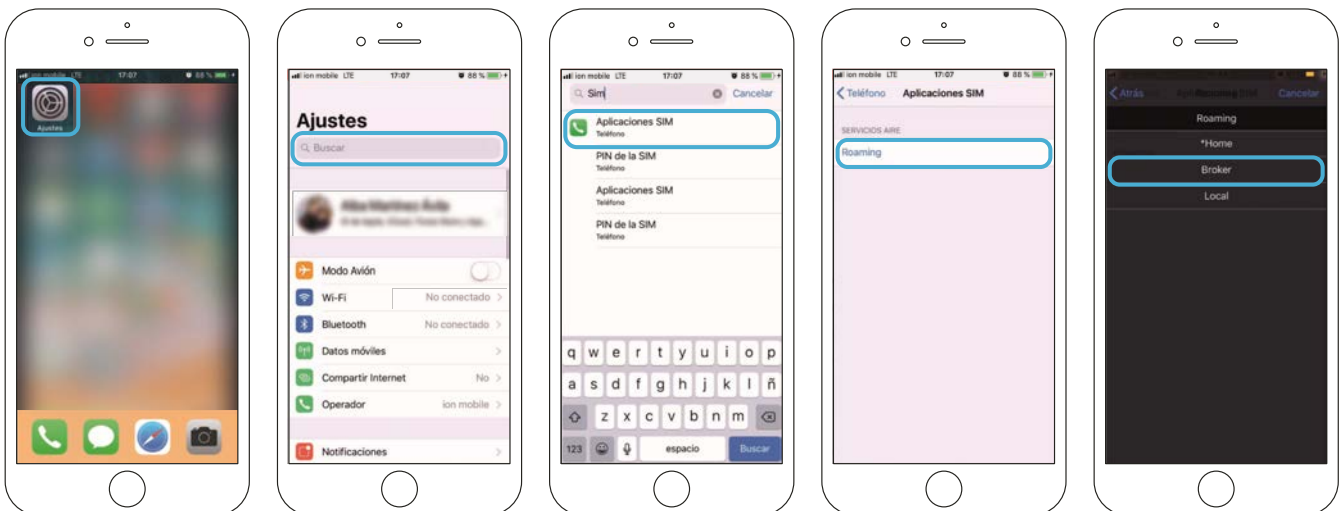 17:07
88 %
Ajustes
ion mobile LTE
17:07
88 %
Ajustes
Buscar
Modo Avión
Wi-Fi
No conectado
Bluetooth
No conectado
Datos móviles
Compartir Internet
No
Operador
ion mobile
Notificaciones
ion mobile LTE
17:07
88 %
Sim
Cancelar
Aplicaciones SIM
Teléfono
PIN de la SIM
Teléfono
Aplicaciones SIM
Teléfono
PIN de la SIM
Teléfono
q w e r t y u i o p
a s d f g h j k l ñ
z x c v b n m
123
espacio
Buscar
ion mobile LTE
17:07
88 %
Teléfono
Aplicaciones SIM
SERVICIOS AIRE
Roaming
Atrás
Cancelar
Roaming
*Home
Broker
Local